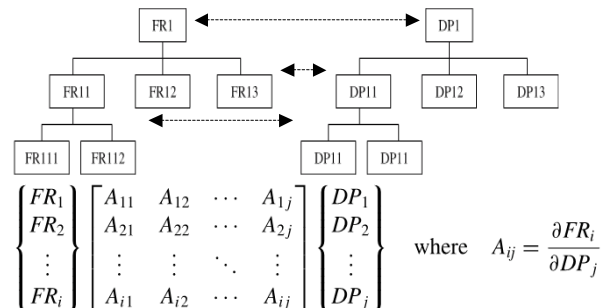 FR1 DP1
FR11 FR12 FR13 DP11 DP12 DP13
FR111 FR112 DP11 DP11
{FR₁ FR₂ ⋮ FRᵢ} [A₁₁ A₁₂ ⋯ A₁ⱼ
A₂₁ A₂₂ ⋯ A₂ⱼ
⋮ ⋮ ⋱ ⋮
Aᵢ₁ Aᵢ₂ ⋯ Aᵢⱼ] {DP₁ DP₂ ⋮ DPⱼ} where Aᵢⱼ = ∂FRᵢ / ∂DPⱼ